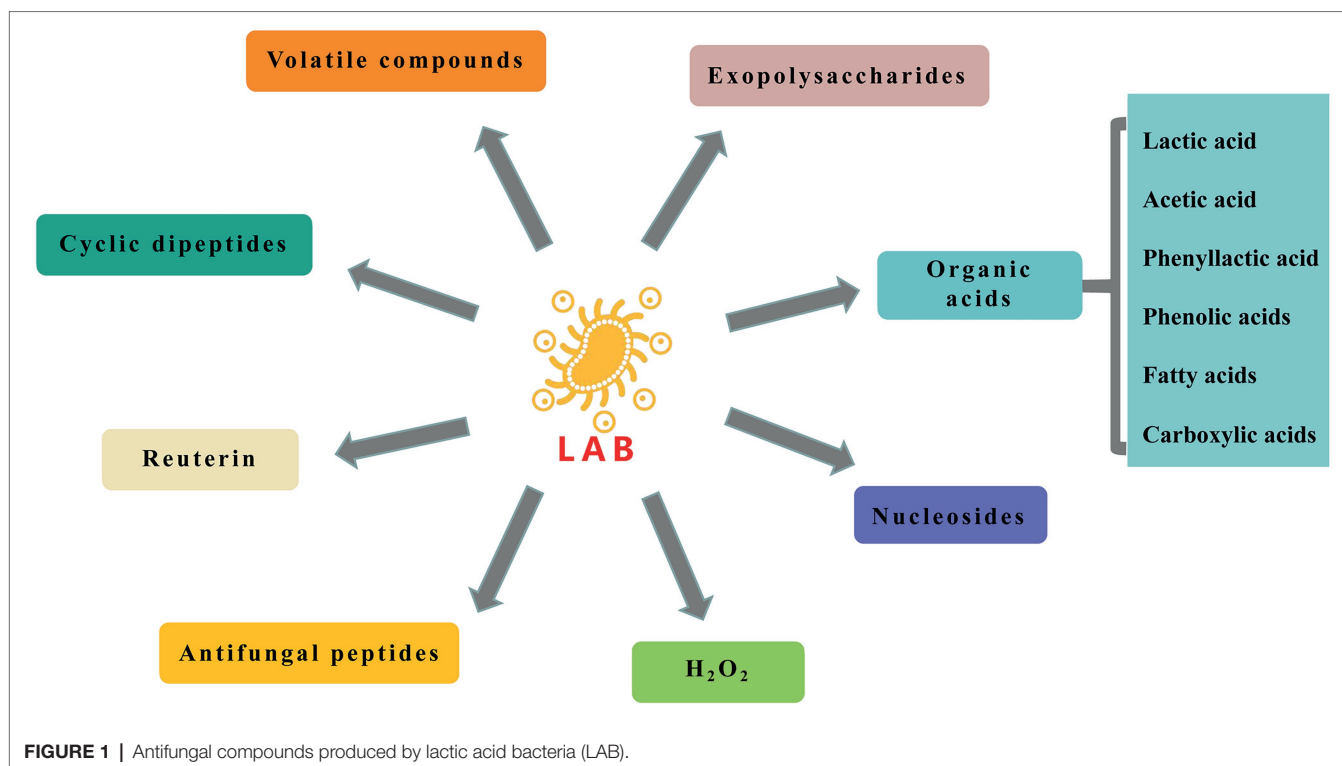 Volatile compounds
Exopolysaccharides
Cyclic dipeptides
Organic
acids
Lactic acid
Acetic acid
Phenyllactic acid
Phenolic acids
Fatty acids
Carboxylic acids
LAB
Reuterin
Nucleosides
Antifungal peptides
H₂O₂
FIGURE 1 | Antifungal compounds produced by lactic acid bacteria (LAB).